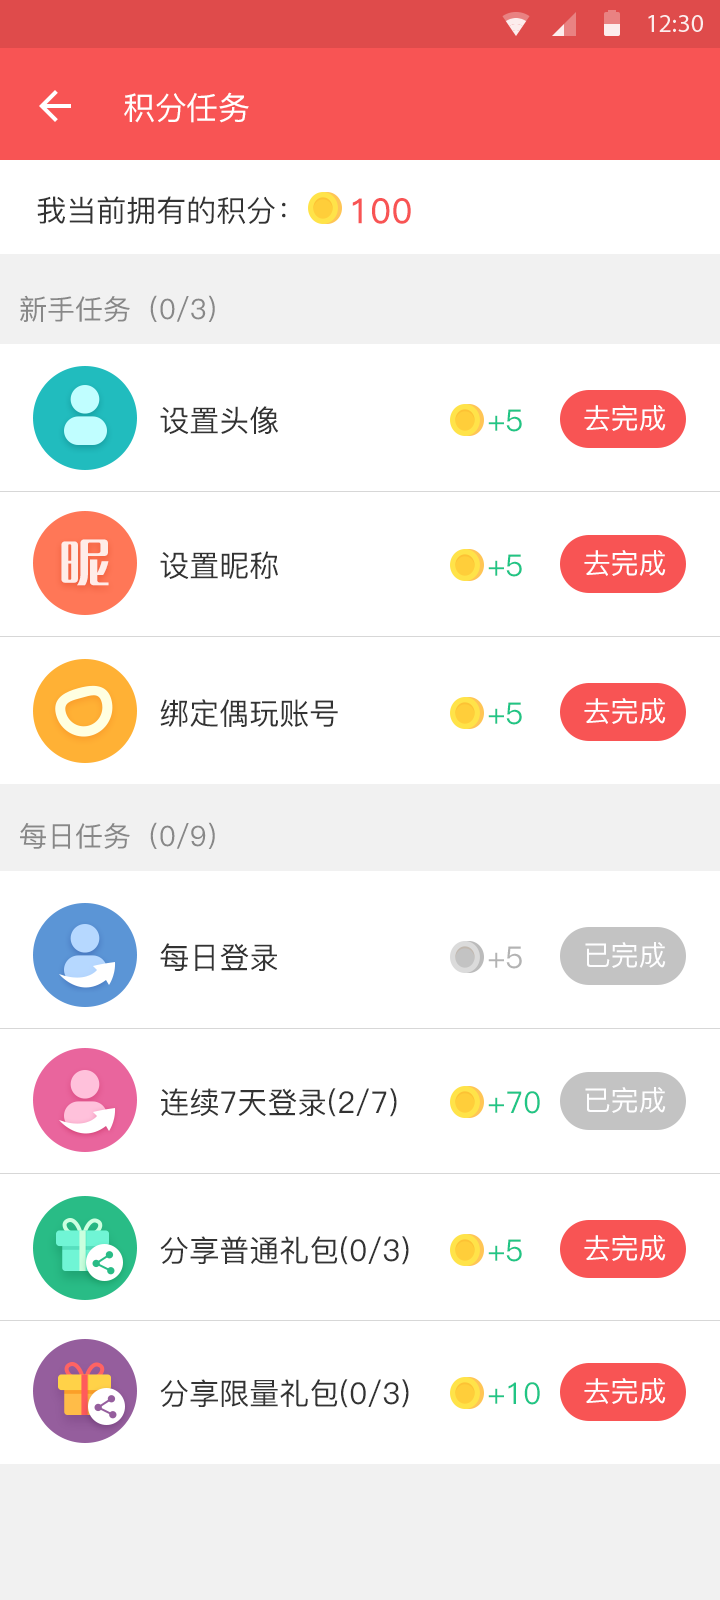 12:30
积分任务
我当前拥有的积分：100
新手任务（0/3）
设置头像 +5 去完成
昵 设置昵称 +5 去完成
绑定偶玩账号 +5 去完成
每日任务（0/9）
每日登录 +5 已完成
连续7天登录(2/7) +70 已完成
分享普通礼包(0/3) +5 去完成
分享限量礼包(0/3) +10 去完成